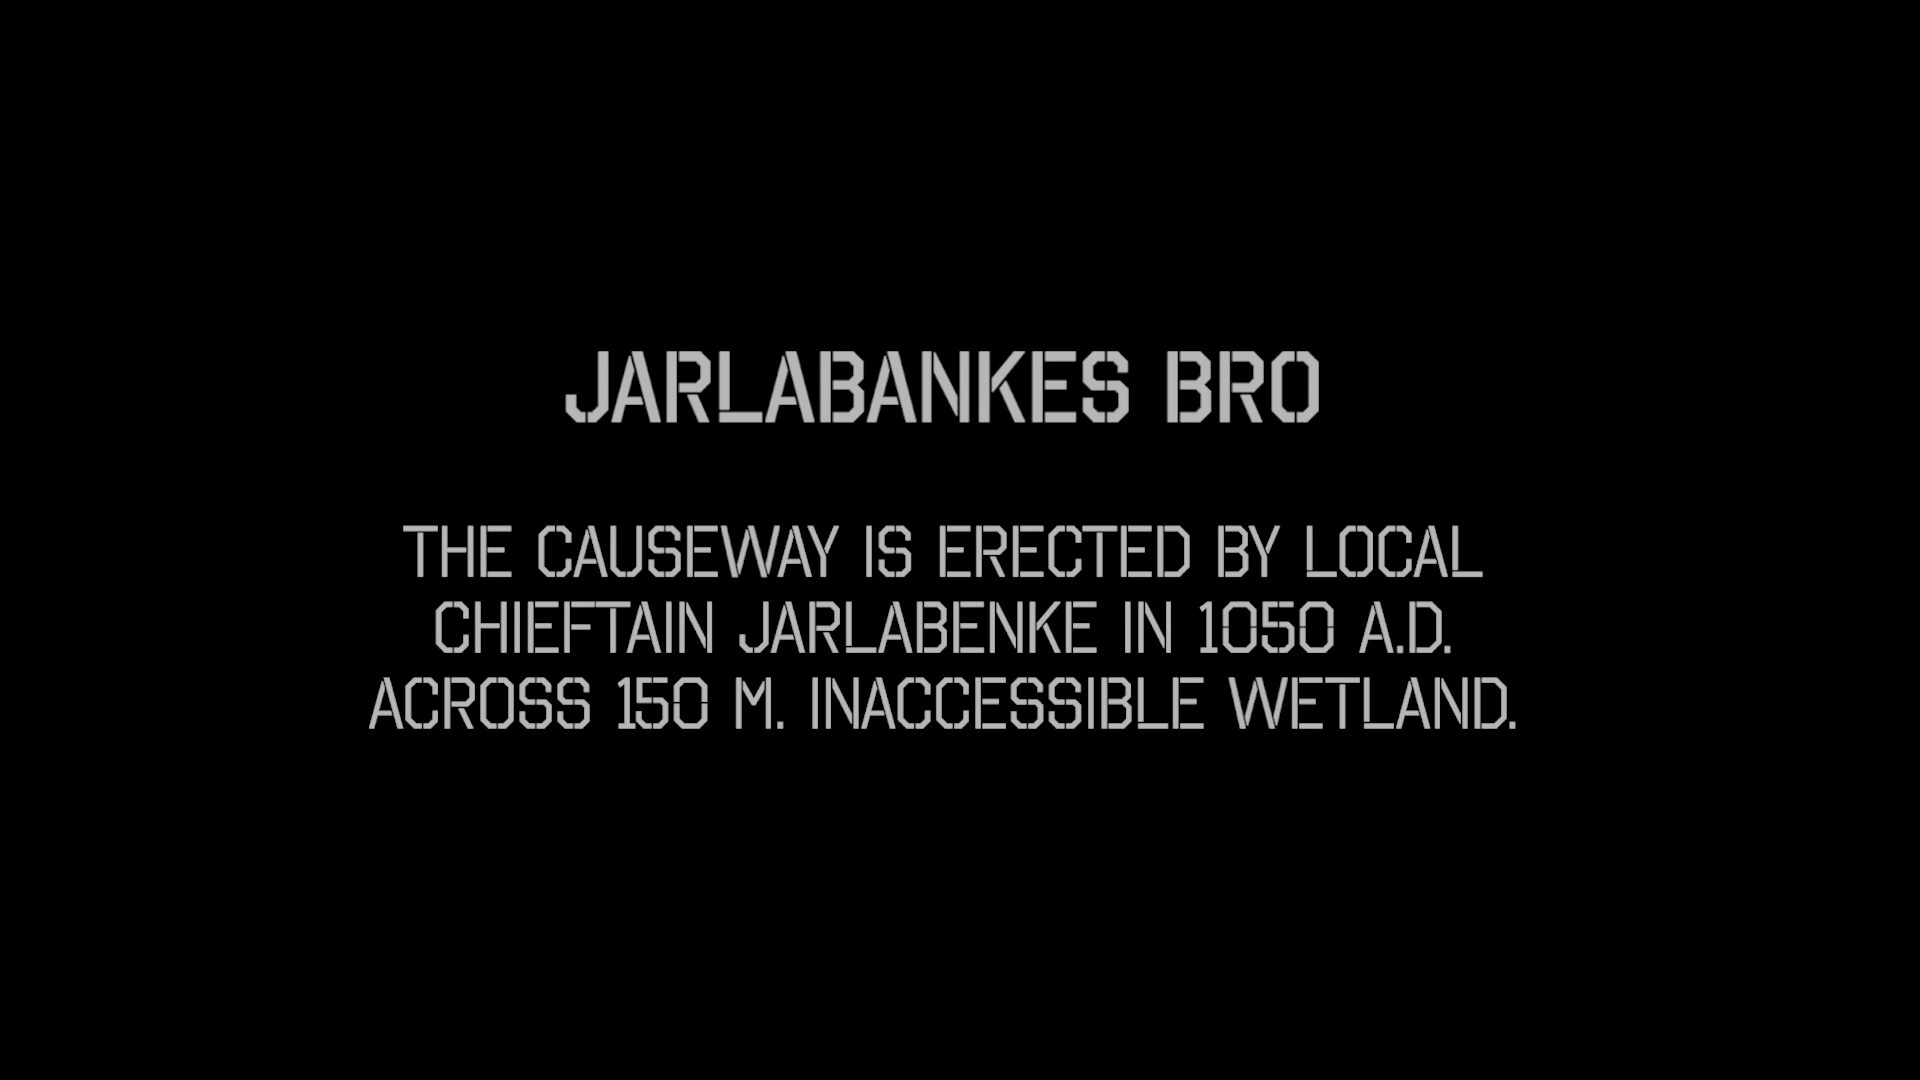 JARLABANKES BRO
THE CAUSEWAY IS ERECTED BY LOCAL
CHIEFTAIN JARLABENKE IN 1050 A.D.
ACROSS 150 M. INACCESSIBLE WETLAND.